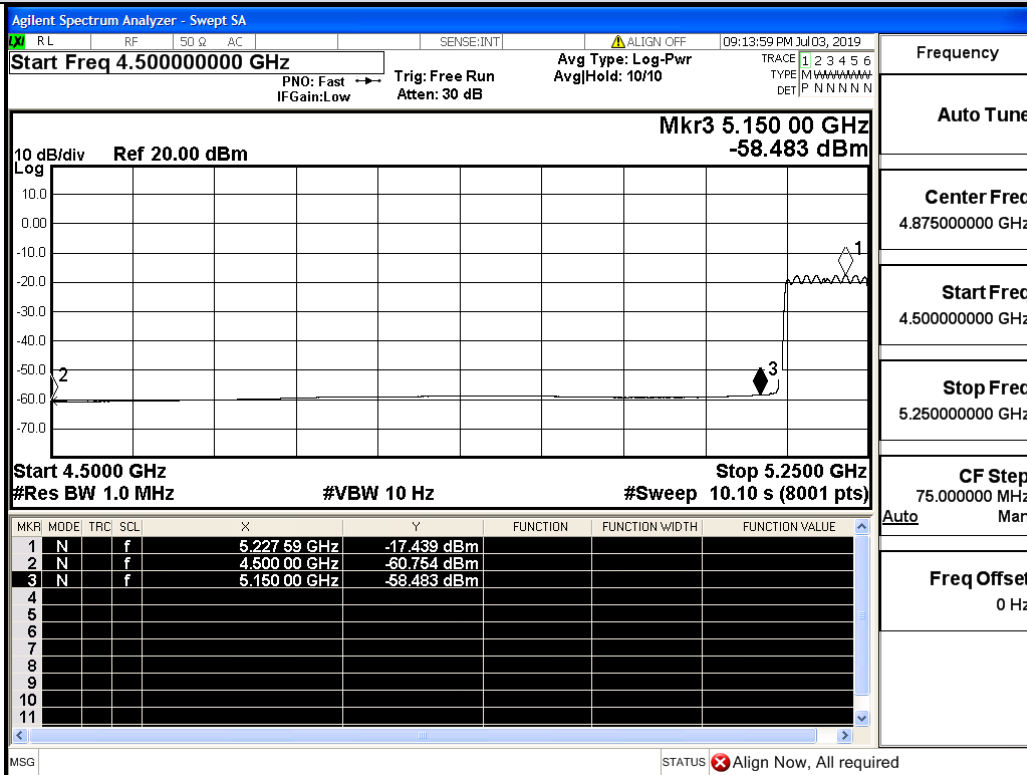 Agilent Spectrum Analyzer - Swept SA
LXI RL RF 50 Ω AC SENSE:INT ALIGN OFF 09:13:59 PM Jul 03, 2019
Start Freq 4.500000000 GHz
PNO: Fast
IFGain:Low
Trig: Free Run
Atten: 30 dB
Avg Type: Log-Pwr
Avg|Hold: 10/10
TRACE 1 2 3 4 5 6
TYPE M WWWWW
DET P N N N N N
Mkr3 5.150 00 GHz
-58.483 dBm
10 dB/div Ref 20.00 dBm
Log
10.0
0.00
-10.0
-20.0
-30.0
-40.0
-50.0
-60.0
-70.0
1
2
3
Start 4.5000 GHz Stop 5.2500 GHz
#Res BW 1.0 MHz #VBW 10 Hz #Sweep 10.10 s (8001 pts)
MKR MODE TRC SCL X Y FUNCTION FUNCTION WIDTH FUNCTION VALUE
1 N f 5.227 59 GHz -17.439 dBm
2 N f 4.500 00 GHz -60.754 dBm
3 N f 5.150 00 GHz -58.483 dBm
4
5
6
7
8
9
10
11
MSG STATUS Align Now, All required
Frequency
Auto Tune
Center Freq
4.875000000 GHz
Start Freq
4.500000000 GHz
Stop Freq
5.250000000 GHz
CF Step
75.000000 MHz
Auto Man
Freq Offset
0 Hz